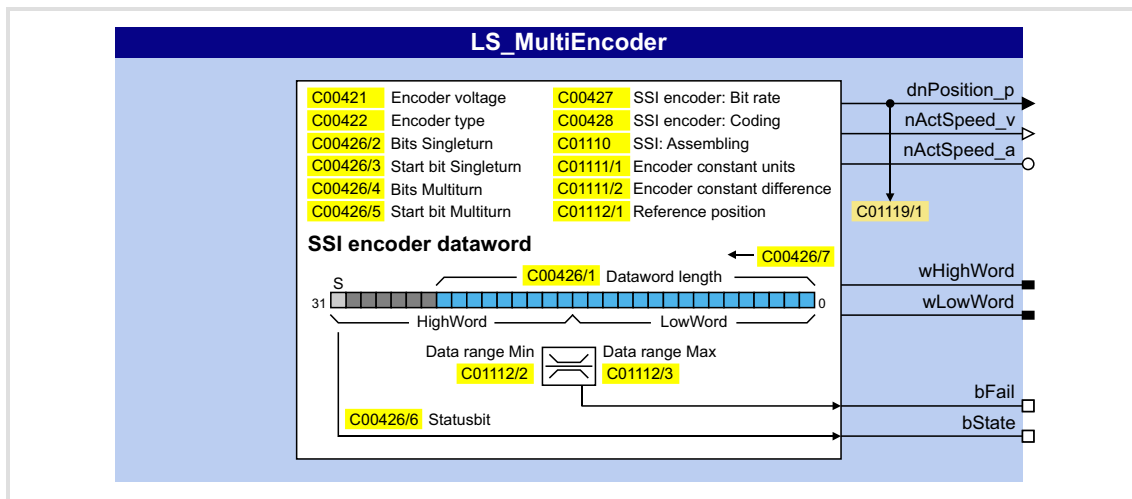 LS_MultiEncoder
C00421 Encoder voltage C00427 SSI encoder: Bit rate
C00422 Encoder type C00428 SSI encoder: Coding
C00426/2 Bits Singleturn C01110 SSI: Assembling
C00426/3 Start bit Singleturn C01111/1 Encoder constant units
C00426/4 Bits Multiturn C01111/2 Encoder constant difference
C00426/5 Start bit Multiturn C01112/1 Reference position
dnPosition_p
nActSpeed_v
nActSpeed_a
C01119/1
SSI encoder dataword
C00426/7
C00426/1 Dataword length
S
31 0
HighWord LowWord
wHighWord
wLowWord
Data range Min Data range Max
C01112/2 C01112/3
bFail
C00426/6 Statusbit
bState